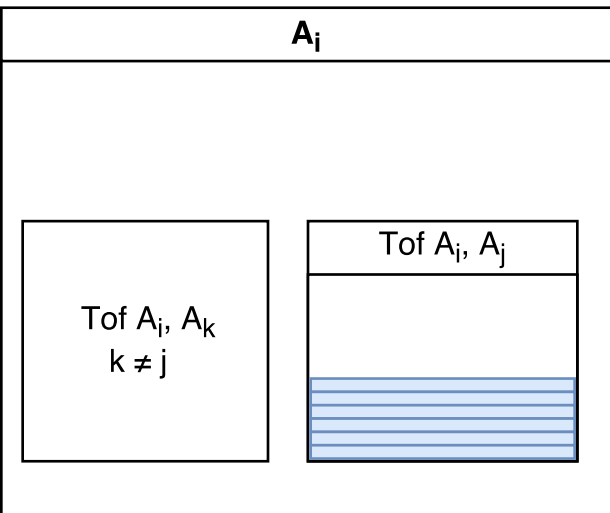 Aᵢ
Tof Aᵢ, Aⱼ
Tof Aᵢ, Aₖ
k ≠ j